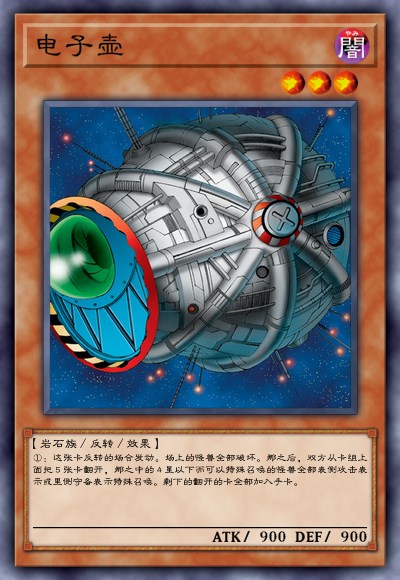 电子壶
やみ
闇
【岩石族／反转／效果】
①：这张卡反转的场合发动。场上的怪兽全部破坏。那之后，双方从卡组上
面把5张卡翻开，那之中的4星以下而可以特殊召唤的怪兽全部表侧攻击表
示或里侧守备表示特殊召唤。剩下的翻开的卡全部加入手卡。
ATK/ 900 DEF/ 900